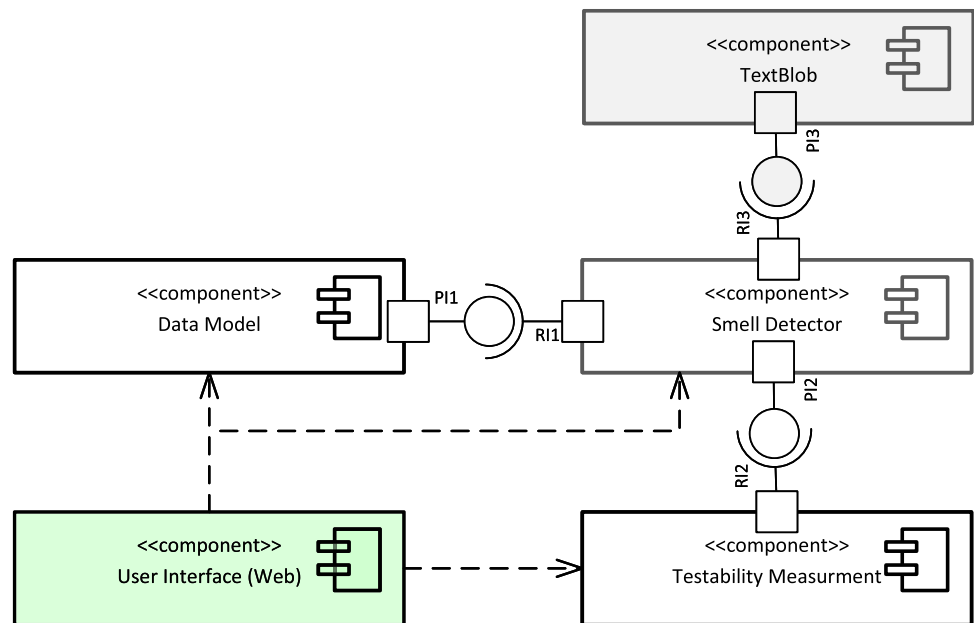 <<component>>
TextBlob
PI3
RI3
<<component>>
Data Model
PI1
RI1
<<component>>
Smell Detector
PI2
RI2
<<component>>
User Interface (Web)
<<component>>
Testability Measurment